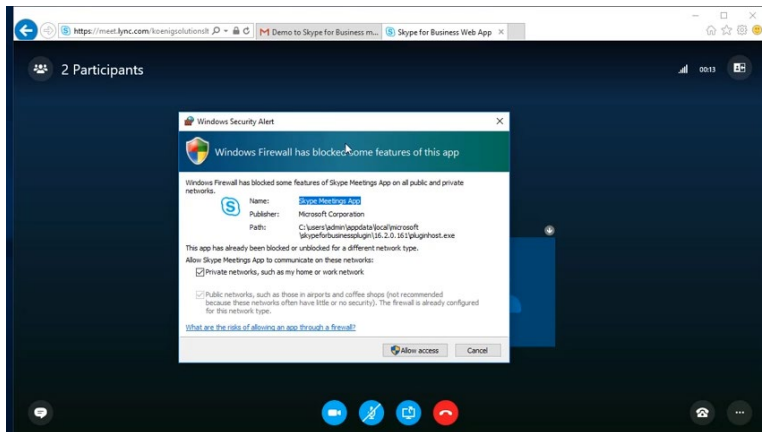 https://meet.lync.com/koenigsolutionslt
Demo to Skype for Business m...
Skype for Business Web App
2 Participants
00:13
Windows Security Alert
Windows Firewall has blocked some features of this app
Windows Firewall has blocked some features of Skype Meetings App on all public and private
networks.
Name: Skype Meetings App
Publisher: Microsoft Corporation
Path: C:\users\admin\appdata\local\microsoft
\skypeforbusinessplugin\16.2.0.161\pluginhost.exe
This app has already been blocked or unblocked for a different network type.
Allow Skype Meetings App to communicate on these networks:
Private networks, such as my home or work network
Public networks, such as those in airports and coffee shops (not recommended
because these networks often have little or no security). The firewall is already configured
for this network type.
What are the risks of allowing an app through a firewall?
Allow access Cancel